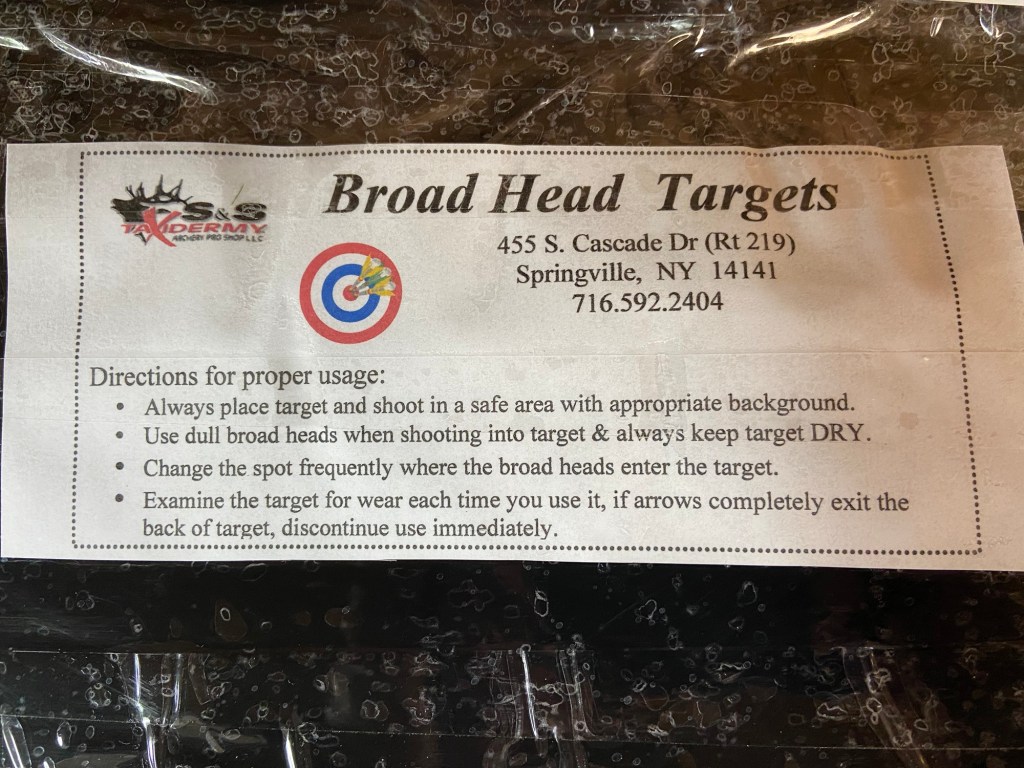 S&S
TAXIDERMY
ARCHERY PRO SHOP LLC
Broad Head Targets
455 S. Cascade Dr (Rt 219)
Springville, NY 14141
716.592.2404
Directions for proper usage:
• Always place target and shoot in a safe area with appropriate background.
• Use dull broad heads when shooting into target & always keep target DRY.
• Change the spot frequently where the broad heads enter the target.
• Examine the target for wear each time you use it, if arrows completely exit the
back of target, discontinue use immediately.